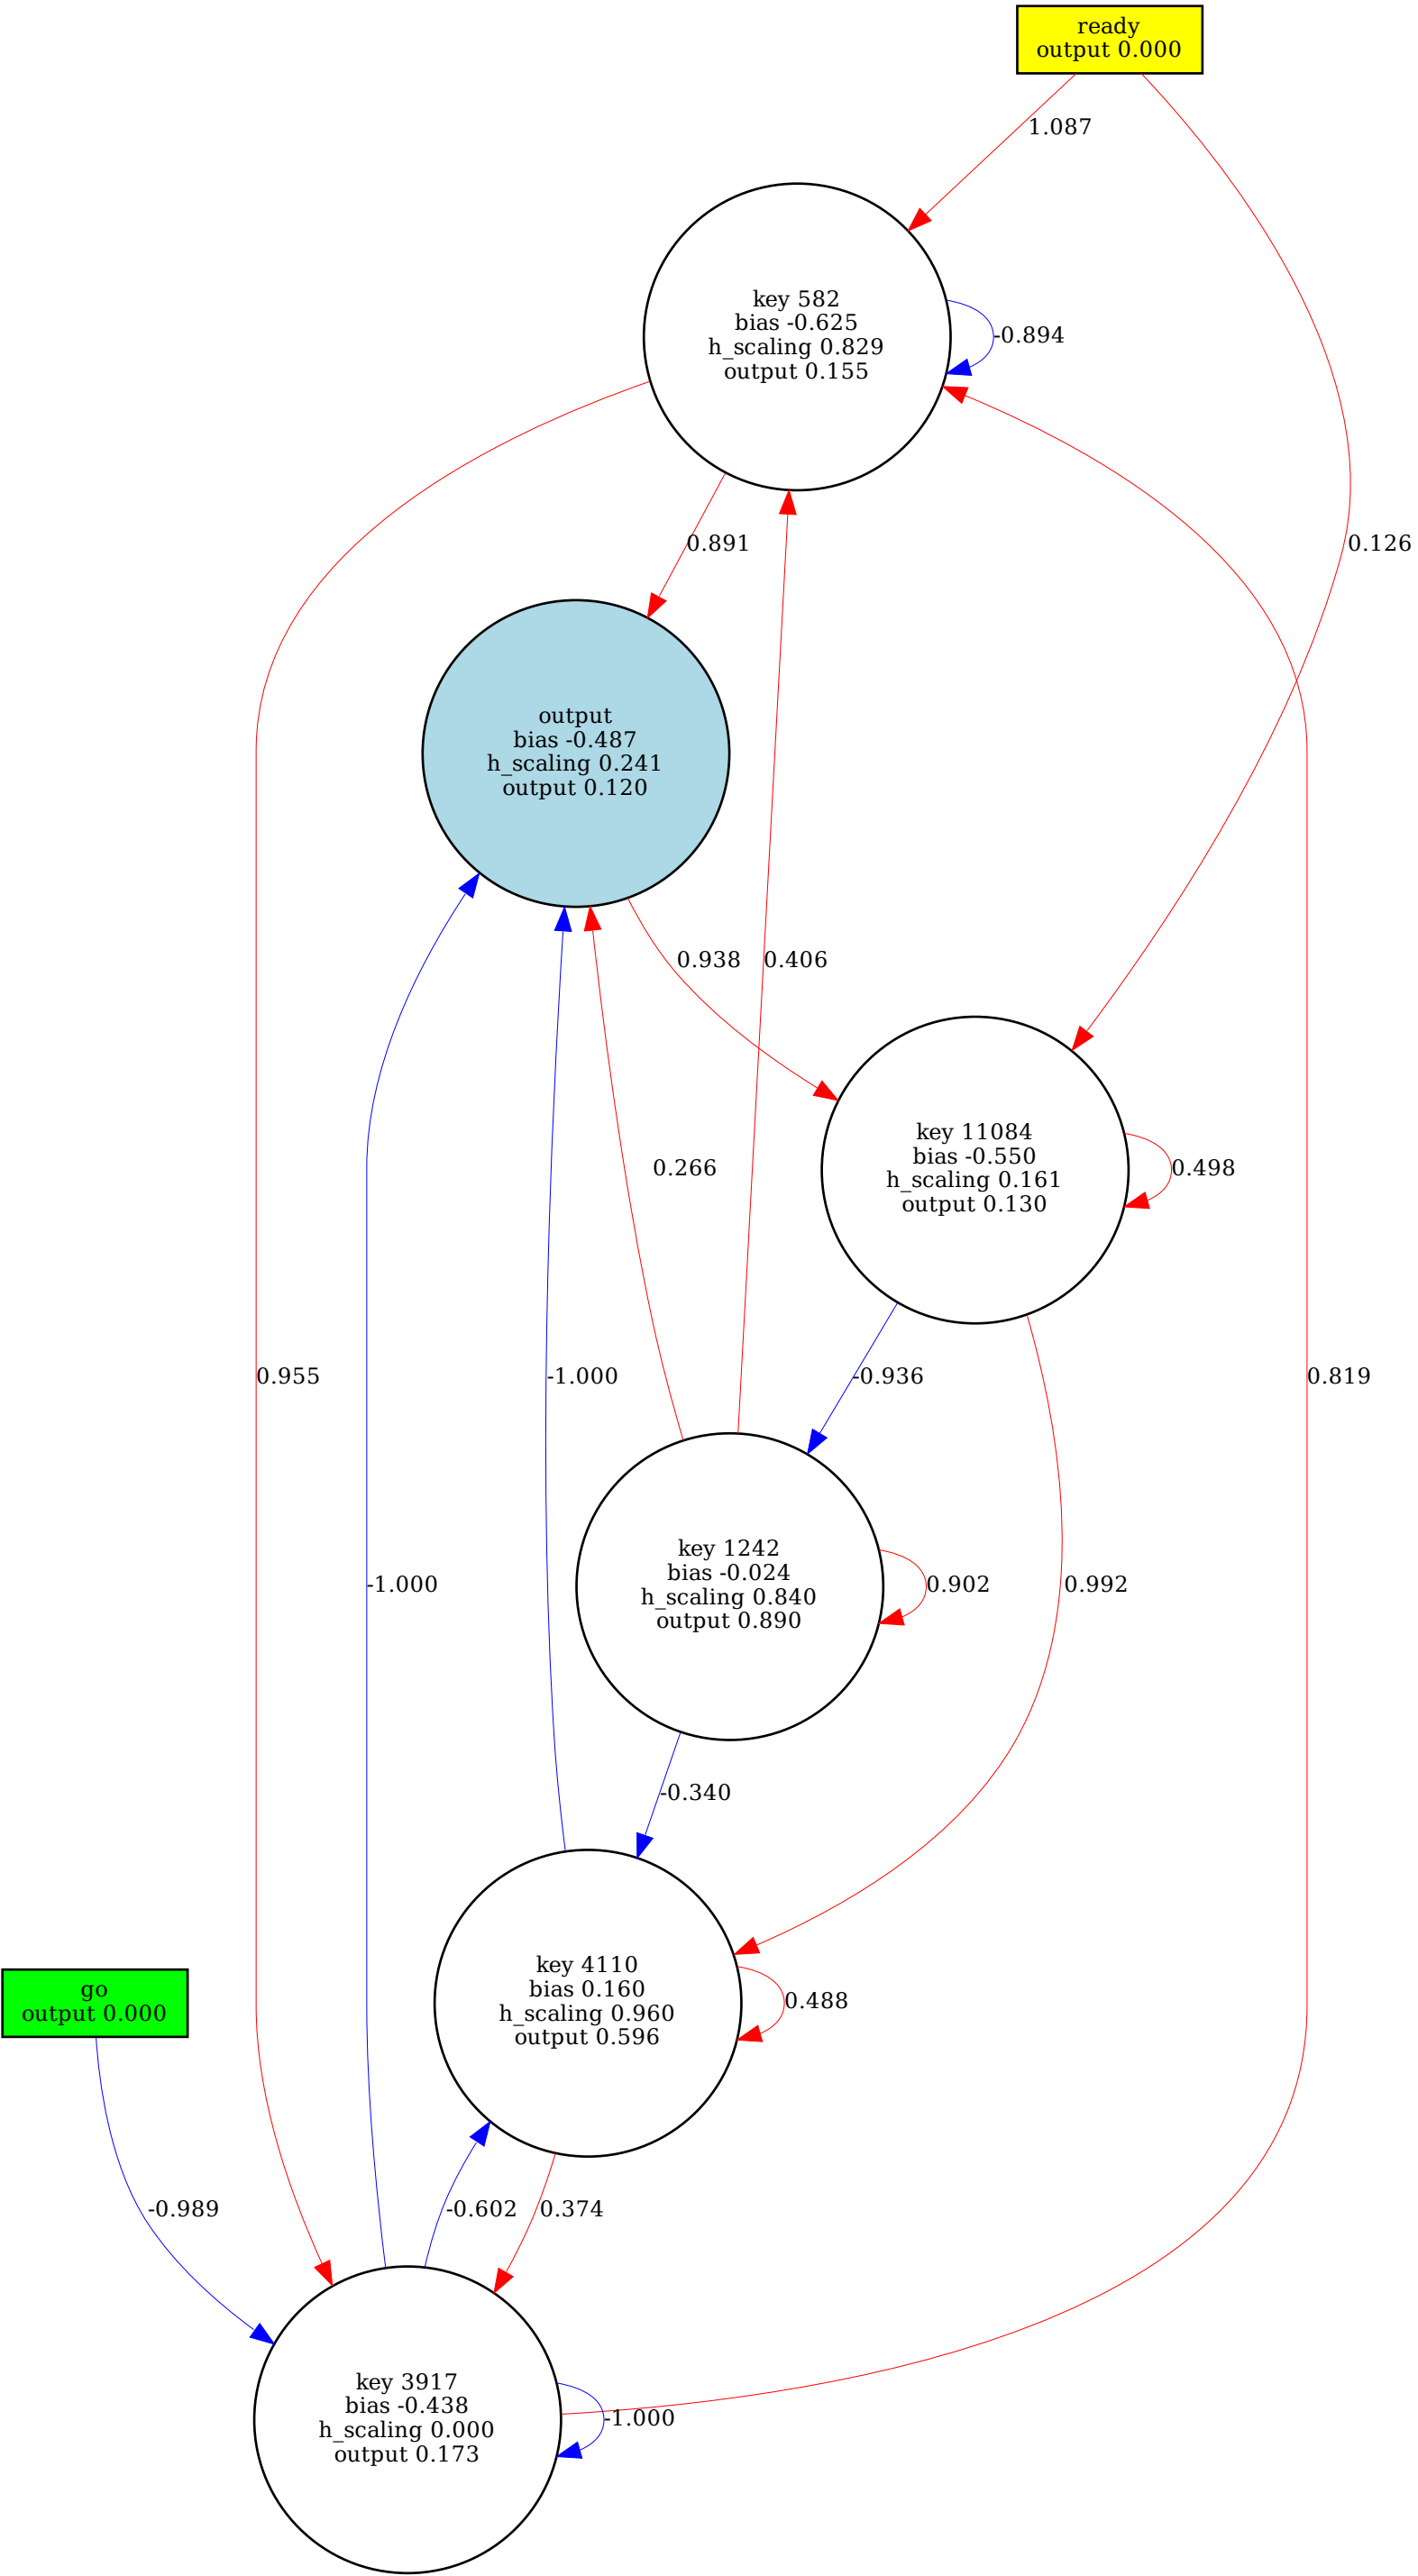 ready
output 0.000
1.087
key 582
bias -0.625
h_scaling 0.829
output 0.155
-0.894
0.891
0.126
output
bias -0.487
h_scaling 0.241
output 0.120
0.938
0.406
key 11084
bias -0.550
h_scaling 0.161
output 0.130
0.266
0.498
0.955
-1.000
-0.936
0.819
key 1242
bias -0.024
h_scaling 0.840
output 0.890
-1.000
0.902
0.992
-0.340
key 4110
bias 0.160
h_scaling 0.960
output 0.596
go
output 0.000
0.488
-0.989
-0.602
0.374
key 3917
bias -0.438
h_scaling 0.000
output 0.173
-1.000